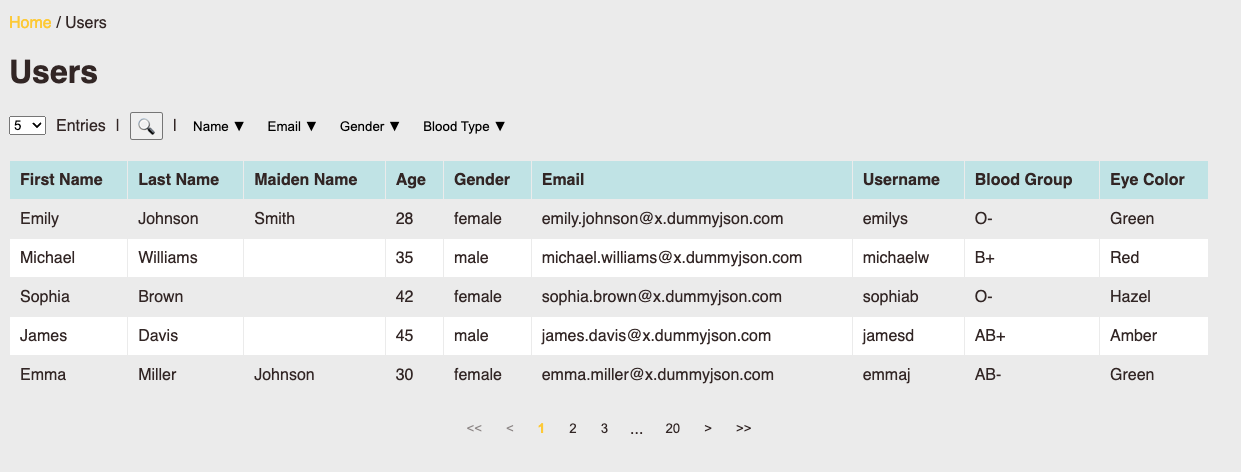 Home / Users
Users
5 Entries | 🔍 | Name ▼ Email ▼ Gender ▼ Blood Type ▼
First Name Last Name Maiden Name Age Gender Email Username Blood Group Eye Color
Emily Johnson Smith 28 female emily.johnson@x.dummyjson.com emilys O- Green
Michael Williams 35 male michael.williams@x.dummyjson.com michaelw B+ Red
Sophia Brown 42 female sophia.brown@x.dummyjson.com sophiab O- Hazel
James Davis 45 male james.davis@x.dummyjson.com jamesd AB+ Amber
Emma Miller Johnson 30 female emma.miller@x.dummyjson.com emmaj AB- Green
<< < 1 2 3 ... 20 > >>